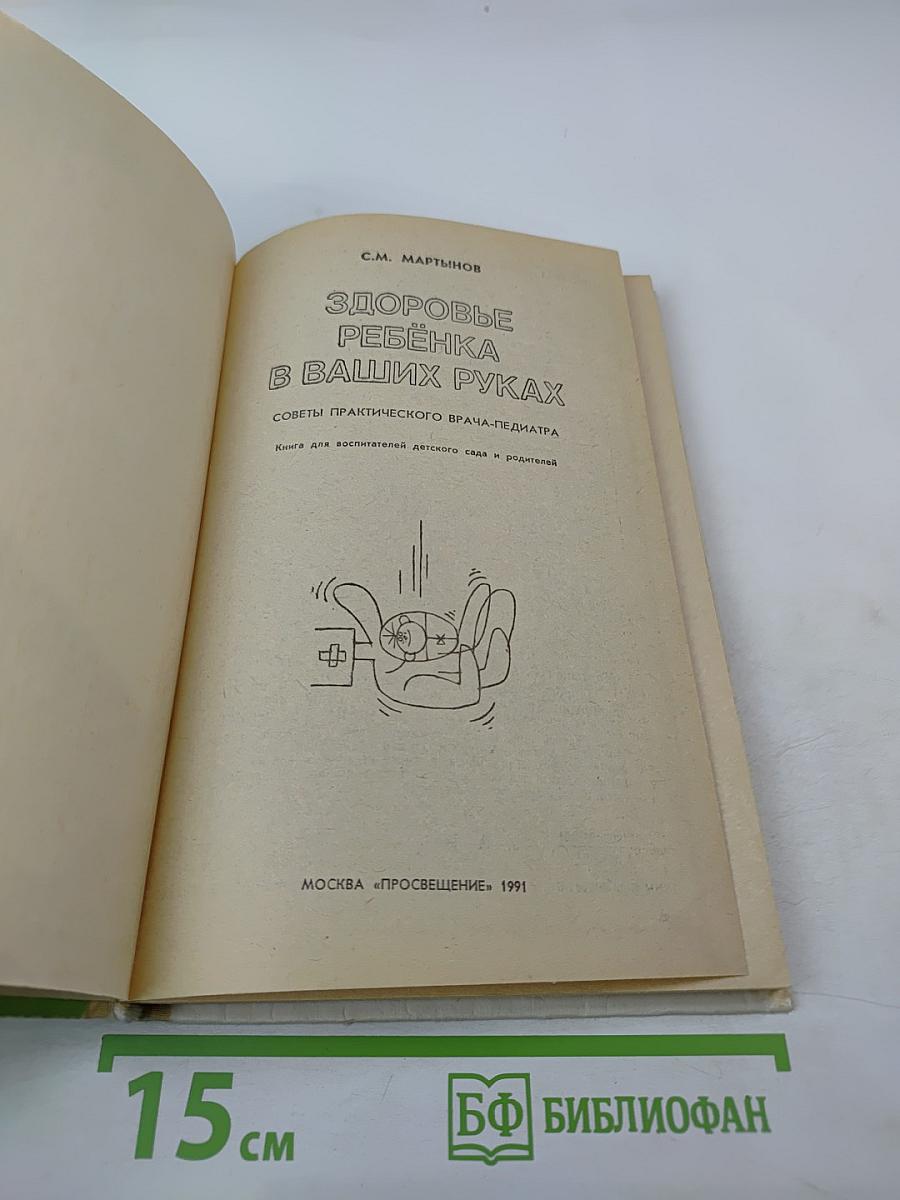 С.М. МАРТЫНОВ
ЗДОРОВЬЕ
РЕБЁНКА
В ВАШИХ РУКАХ
СОВЕТЫ ПРАКТИЧЕСКОГО ВРАЧА-ПЕДИАТРА
Книга для воспитателей детского сада и родителей
МОСКВА «ПРОСВЕЩЕНИЕ» 1991
15 см
БФ БИБЛИОФАН